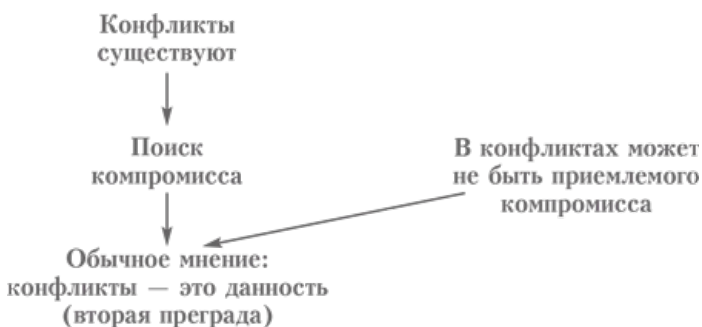 Конфликты
существуют
Поиск
компромисса
В конфликтах может
не быть приемлемого
компромисса
Обычное мнение:
конфликты — это данность
(вторая преграда)